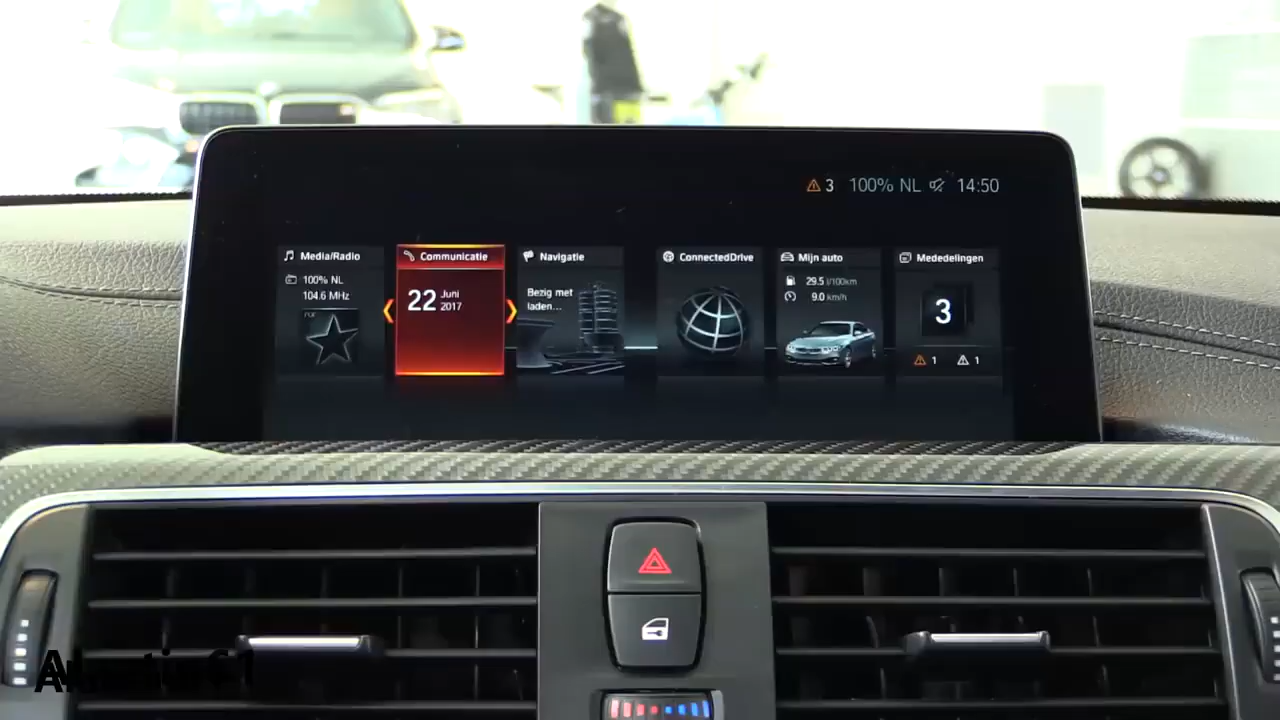 3 100% NL 14:50
Media/Radio
100% NL
104.6 MHz
Communicatie
22 Juni
2017
Navigatie
Bezig met
laden...
ConnectedDrive
Mijn auto
29.5 l/100km
9.0 km/h
Mededelingen
3
1 1